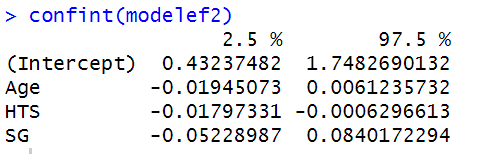 > confint(modelef2)
2.5 % 97.5 %
(Intercept) 0.43237482 1.7482690132
Age -0.01945073 0.0061235732
HTS -0.01797331 -0.0006296613
SG -0.05228987 0.0840172294